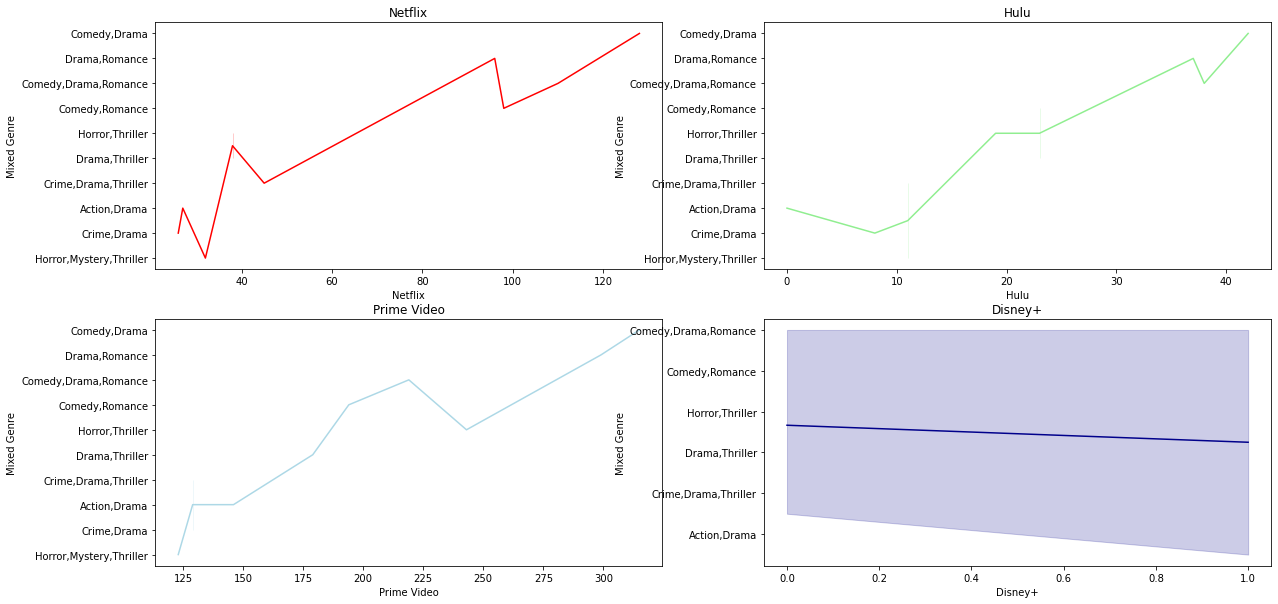 Netflix
Mixed Genre
Comedy,Drama
Drama,Romance
Comedy,Drama,Romance
Comedy,Romance
Horror,Thriller
Drama,Thriller
Crime,Drama,Thriller
Action,Drama
Crime,Drama
Horror,Mystery,Thriller
40 60 80 100 120
Netflix
Hulu
Mixed Genre
Comedy,Drama
Drama,Romance
Comedy,Drama,Romance
Comedy,Romance
Horror,Thriller
Drama,Thriller
Crime,Drama,Thriller
Action,Drama
Crime,Drama
Horror,Mystery,Thriller
0 10 20 30 40
Hulu
Prime Video
Mixed Genre
Comedy,Drama
Drama,Romance
Comedy,Drama,Romance
Comedy,Romance
Horror,Thriller
Drama,Thriller
Crime,Drama,Thriller
Action,Drama
Crime,Drama
Horror,Mystery,Thriller
125 150 175 200 225 250 275 300
Prime Video
Disney+
Mixed Genre
Comedy,Drama,Romance
Comedy,Romance
Horror,Thriller
Drama,Thriller
Crime,Drama,Thriller
Action,Drama
0.0 0.2 0.4 0.6 0.8 1.0
Disney+